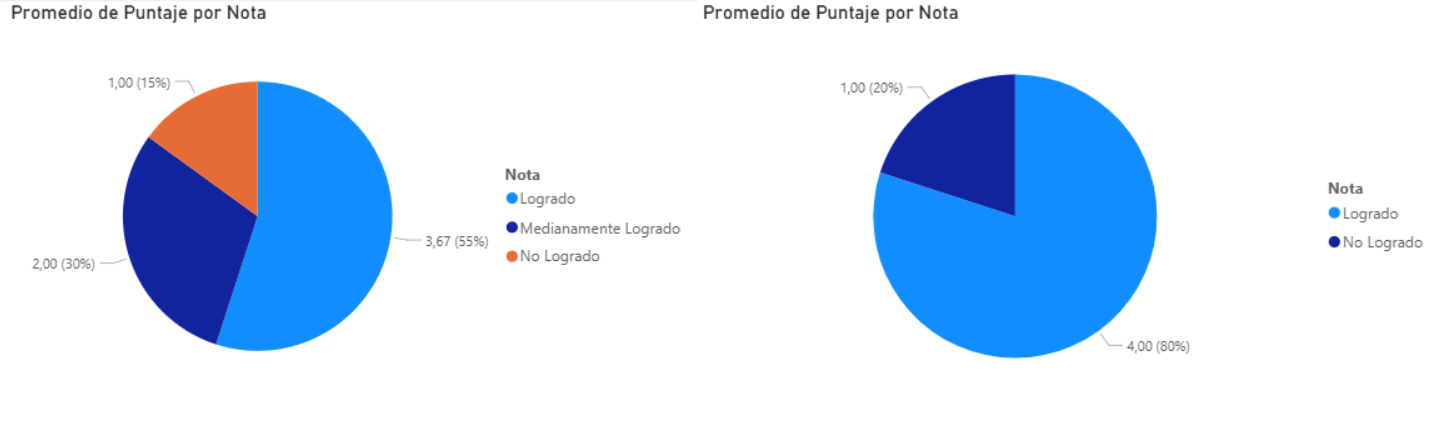 Promedio de Puntaje por Nota
1,00 (15%)
2,00 (30%)
3,67 (55%)
Nota
Logrado
Medianamente Logrado
No Logrado
Promedio de Puntaje por Nota
1,00 (20%)
4,00 (80%)
Nota
Logrado
No Logrado